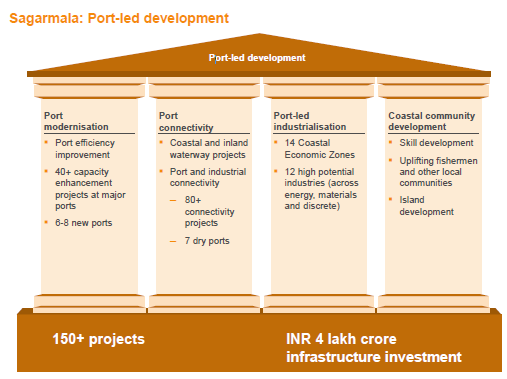 Sagarmala: Port-led development
Port-led development
Port
modernisation
Port efficiency
improvement
40+ capacity
enhancement
projects at major
ports
6-8 new ports
Port
connectivity
Coastal and inland
waterway projects
Port and industrial
connectivity
– 80+
connectivity
projects
– 7 dry ports
Port-led
industrialisation
14 Coastal
Economic Zones
12 high potential
industries (across
energy, materials
and discrete)
Coastal community
development
Skill development
Uplifting fishermen
and other local
communities
Island
development
150+ projects
INR 4 lakh crore
infrastructure investment